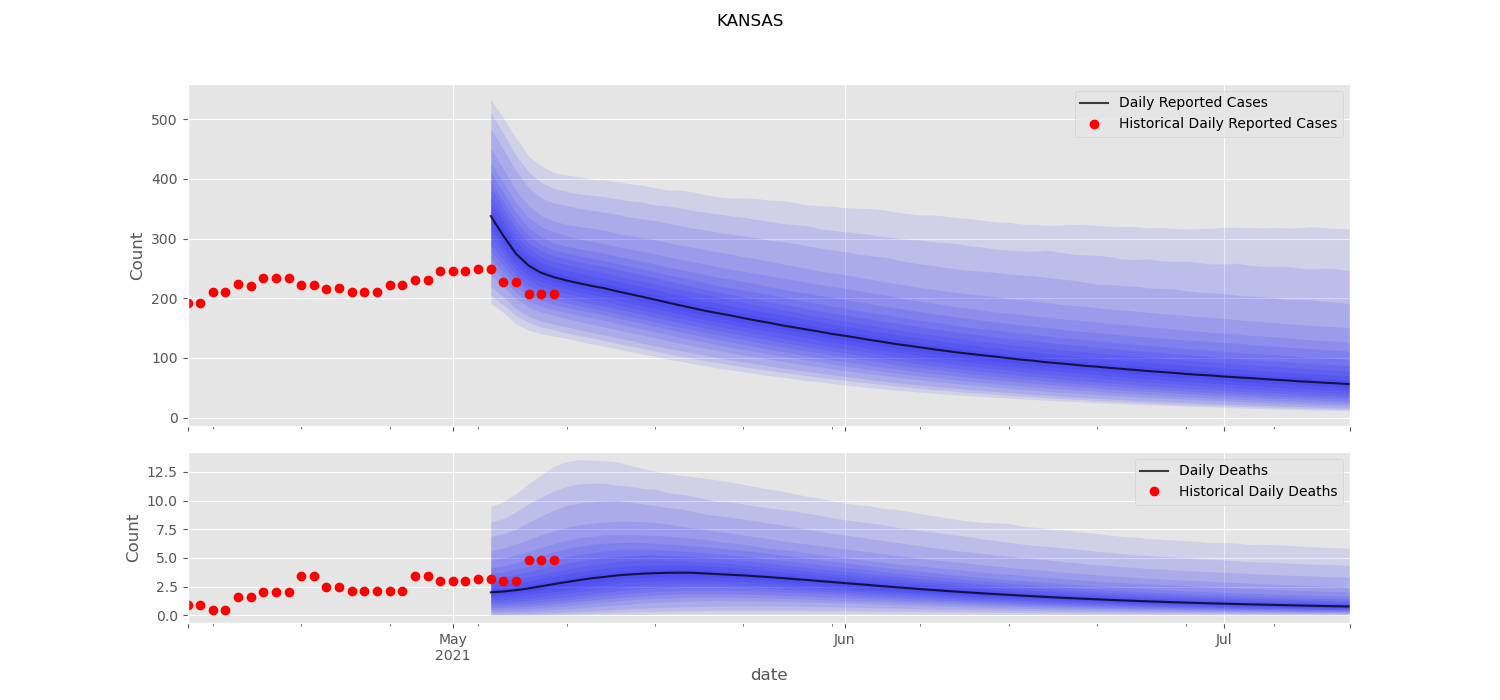 KANSAS
Daily Reported Cases
Historical Daily Reported Cases
500
400
300
200
100
0
Count
Daily Deaths
Historical Daily Deaths
12.5
10.0
7.5
5.0
2.5
0.0
Count
May
2021
Jun
Jul
date